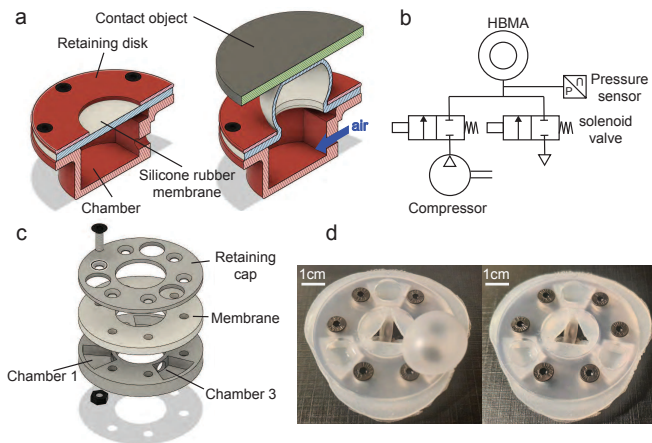 a
Contact object
Retaining disk
air
Silicone rubber
membrane
Chamber
b
HBMA
P
Pressure
sensor
solenoid
valve
Compressor
c
Retaining
cap
Membrane
Chamber 1
Chamber 3
d
1cm
1cm